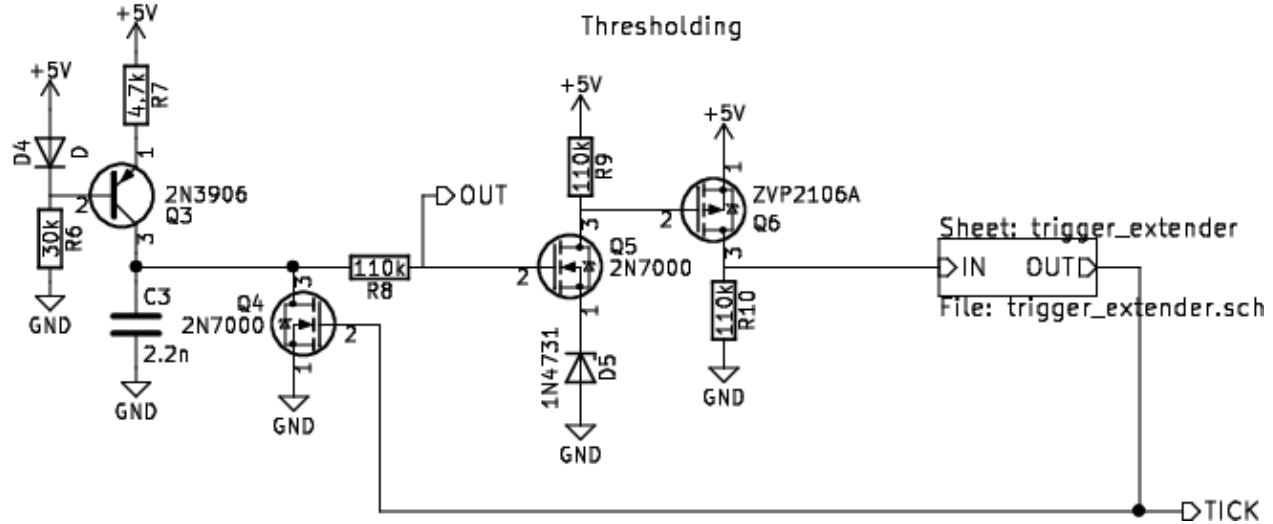 Thresholding
+5V
+5V
4.7k
R7
D4
D
1
2
2N3906
Q3
3
30k
R6
GND
C3
2.2n
GND
110k
R8
OUT
Q4
2N7000
3
2
1
GND
+5V
110k
R9
3
Q5
2N7000
2
1
1N4731
D5
GND
+5V
1
ZVP2106A
Q6
2
3
110k
R10
GND
Sheet: trigger_extender
IN
OUT
File: trigger_extender.sch
TICK